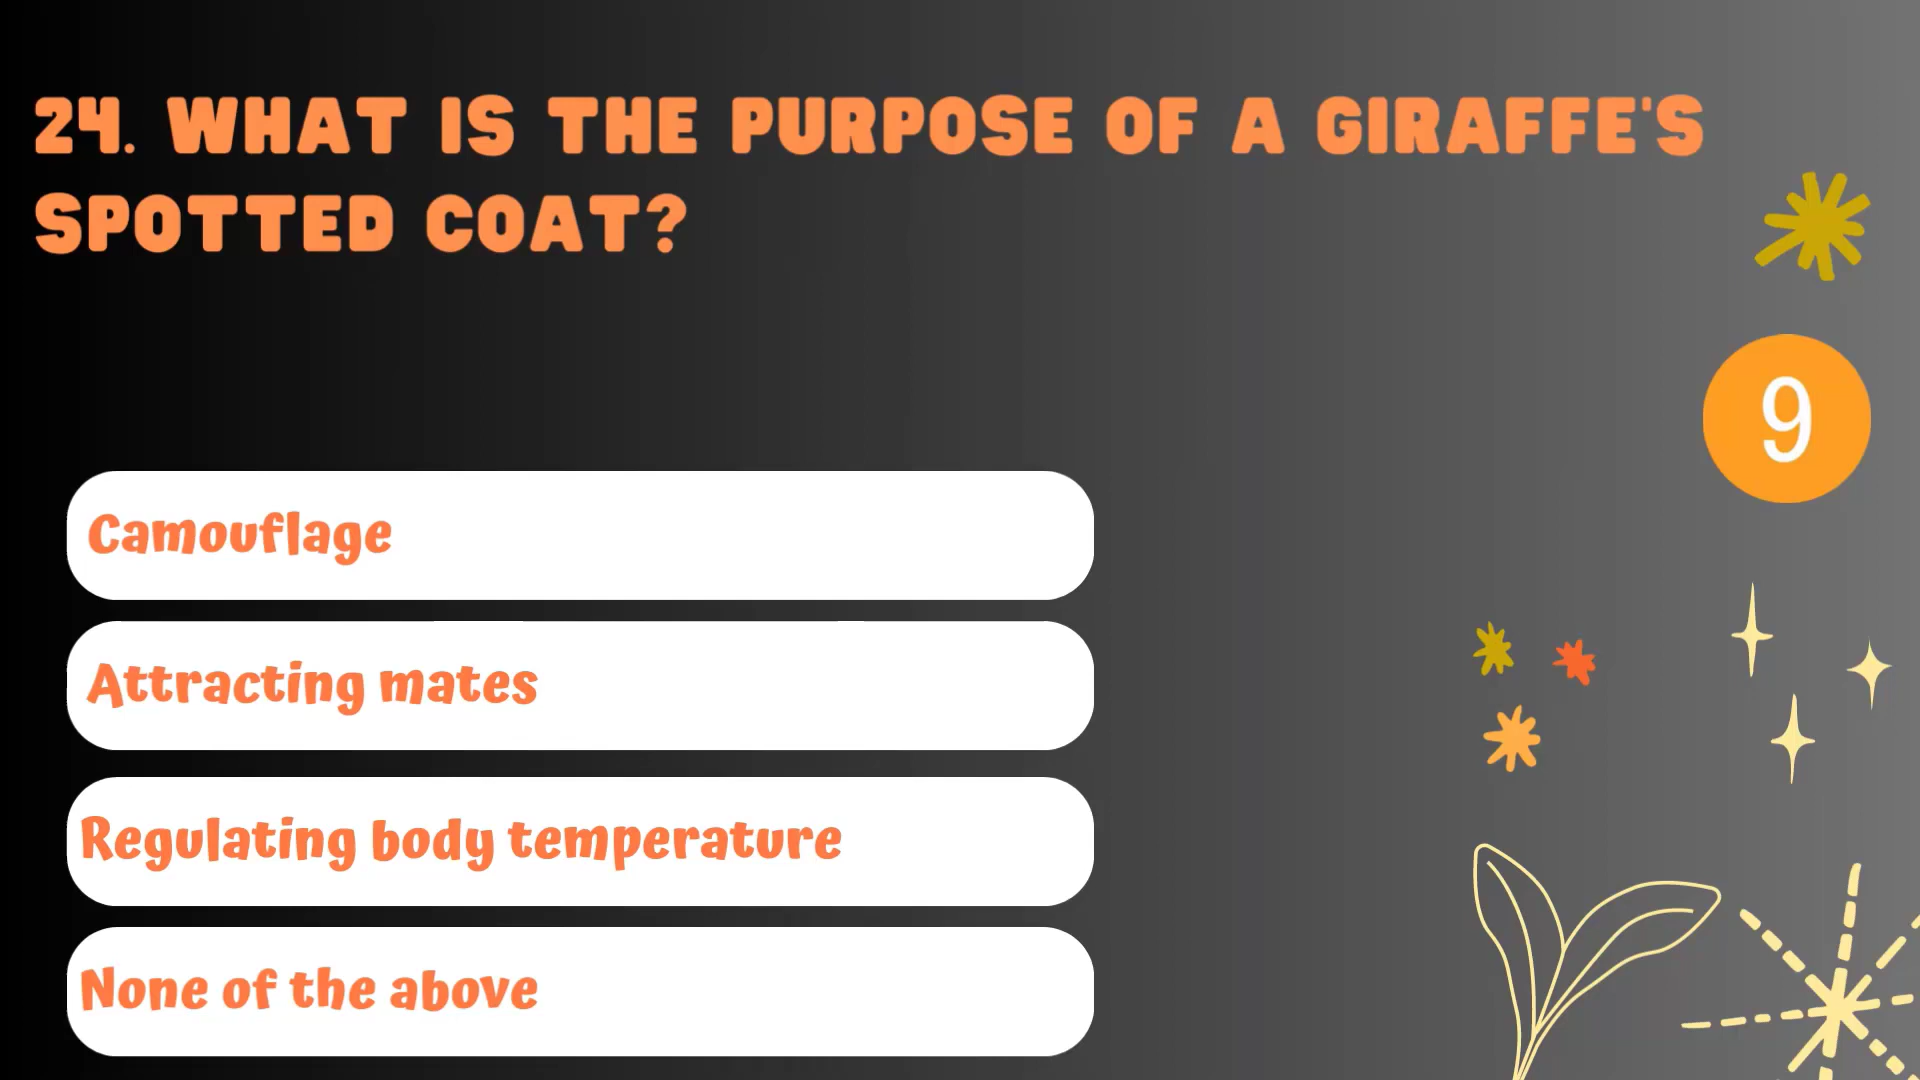 24. WHAT IS THE PURPOSE OF A GIRAFFE'S
SPOTTED COAT?
9
Camouflage
Attracting mates
Regulating body temperature
None of the above